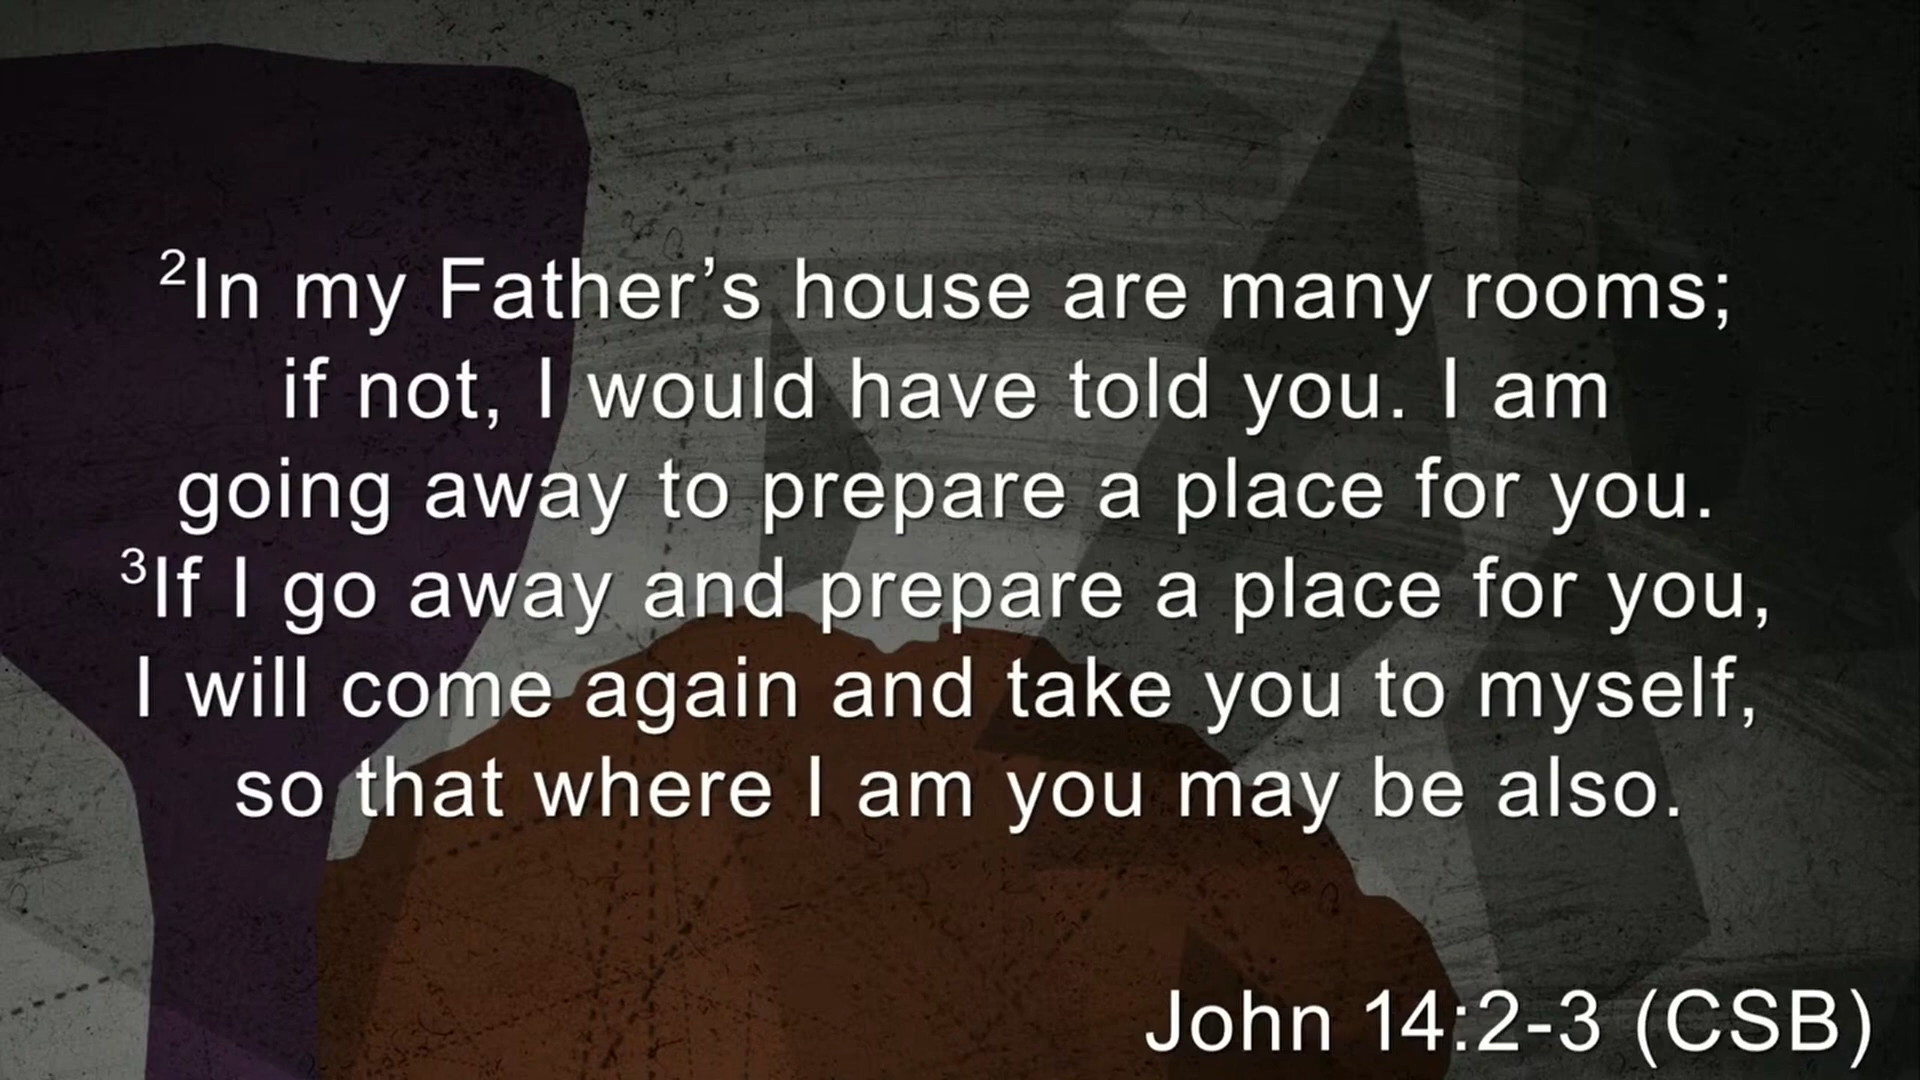 ²In my Father’s house are many rooms;
if not, I would have told you. I am
going away to prepare a place for you.
³If I go away and prepare a place for you,
I will come again and take you to myself,
so that where I am you may be also.
John 14:2-3 (CSB)